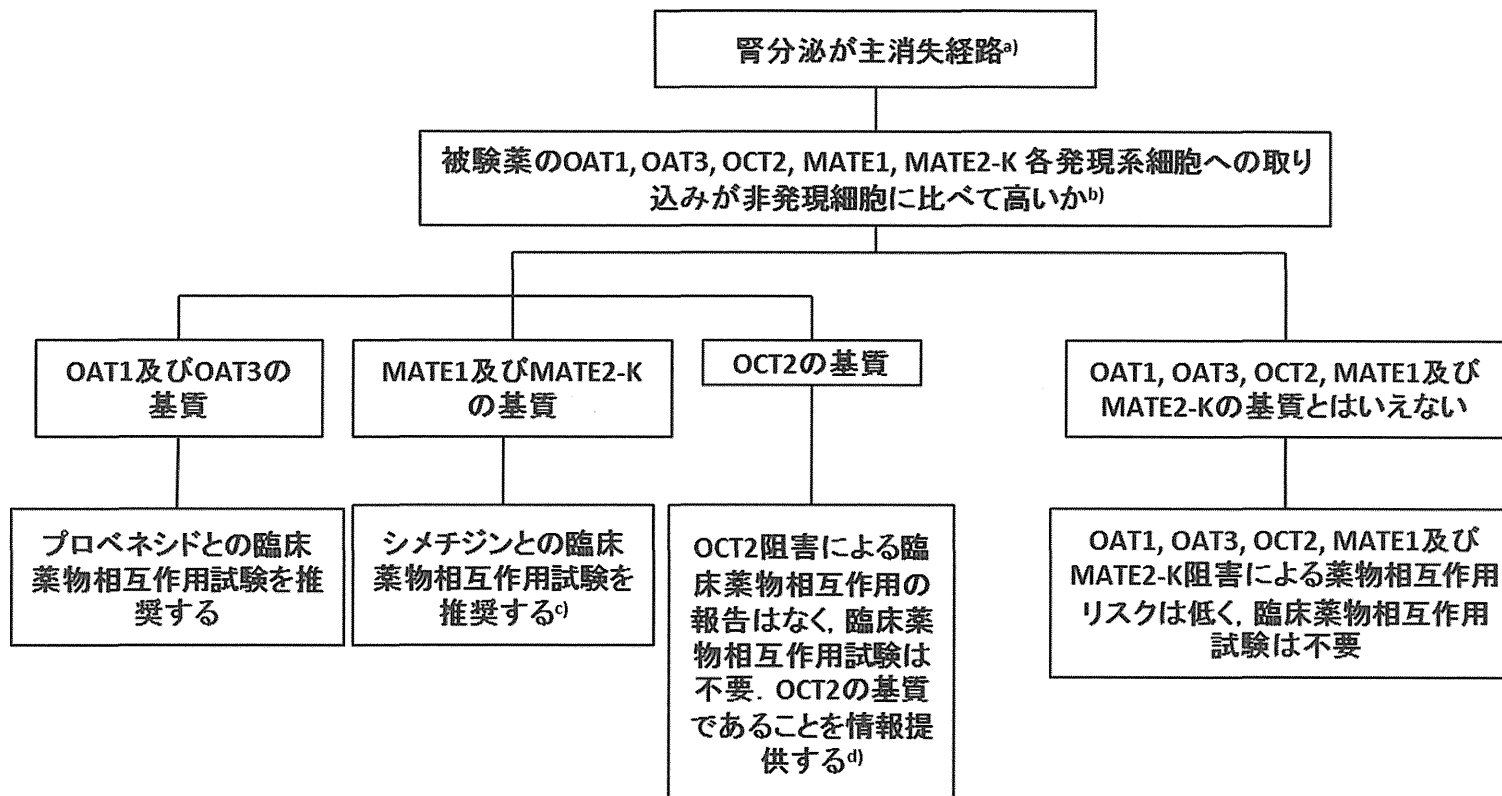 腎分泌が主消失経路a)
被験薬のOAT1, OAT3, OCT2, MATE1, MATE2-K 各発現系細胞への取り
込みが非発現細胞に比べて高いかb)
OAT1及びOAT3の
基質
MATE1及びMATE2-K
の基質
OCT2の基質
OAT1, OAT3, OCT2, MATE1及び
MATE2-Kの基質とはいえない
プロベネシドとの臨床
薬物相互作用試験を推
奨する
シメチジンとの臨床
薬物相互作用試験を
推奨するc)
OCT2阻害による臨
床薬物相互作用の
報告はなく, 臨床薬
物相互作用試験は
不要. OCT2の基質
であることを情報提
供するd)
OAT1, OAT3, OCT2, MATE1及び
MATE2-K阻害による薬物相互作用
リスクは低く, 臨床薬物相互作用
試験は不要